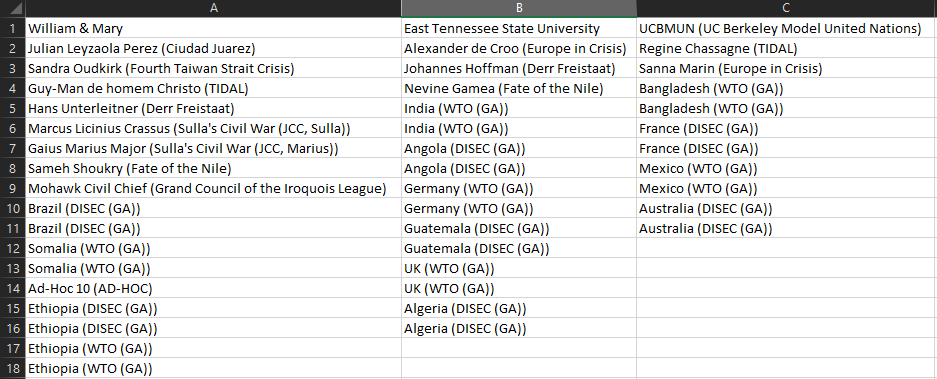 A B C
1 William & Mary East Tennessee State University UCBMUN (UC Berkeley Model United Nations)
2 Julian Leyzaola Perez (Ciudad Juarez) Alexander de Croo (Europe in Crisis) Regine Chassagne (TIDAL)
3 Sandra Oudkirk (Fourth Taiwan Strait Crisis) Johannes Hoffman (Derr Freistaat) Sanna Marin (Europe in Crisis)
4 Guy-Man de homem Christo (TIDAL) Nevine Gamea (Fate of the Nile) Bangladesh (WTO (GA))
5 Hans Unterleitner (Derr Freistaat) India (WTO (GA)) Bangladesh (WTO (GA))
6 Marcus Licinius Crassus (Sulla's Civil War (JCC, Sulla)) India (WTO (GA)) France (DISEC (GA))
7 Gaius Marius Major (Sulla's Civil War (JCC, Marius)) Angola (DISEC (GA)) France (DISEC (GA))
8 Sameh Shoukry (Fate of the Nile) Angola (DISEC (GA)) Mexico (WTO (GA))
9 Mohawk Civil Chief (Grand Council of the Iroquois League) Germany (WTO (GA)) Mexico (WTO (GA))
10 Brazil (DISEC (GA)) Germany (WTO (GA)) Australia (DISEC (GA))
11 Brazil (DISEC (GA)) Guatemala (DISEC (GA)) Australia (DISEC (GA))
12 Somalia (WTO (GA)) Guatemala (DISEC (GA))
13 Somalia (WTO (GA)) UK (WTO (GA))
14 Ad-Hoc 10 (AD-HOC) UK (WTO (GA))
15 Ethiopia (DISEC (GA)) Algeria (DISEC (GA))
16 Ethiopia (DISEC (GA)) Algeria (DISEC (GA))
17 Ethiopia (WTO (GA))
18 Ethiopia (WTO (GA))